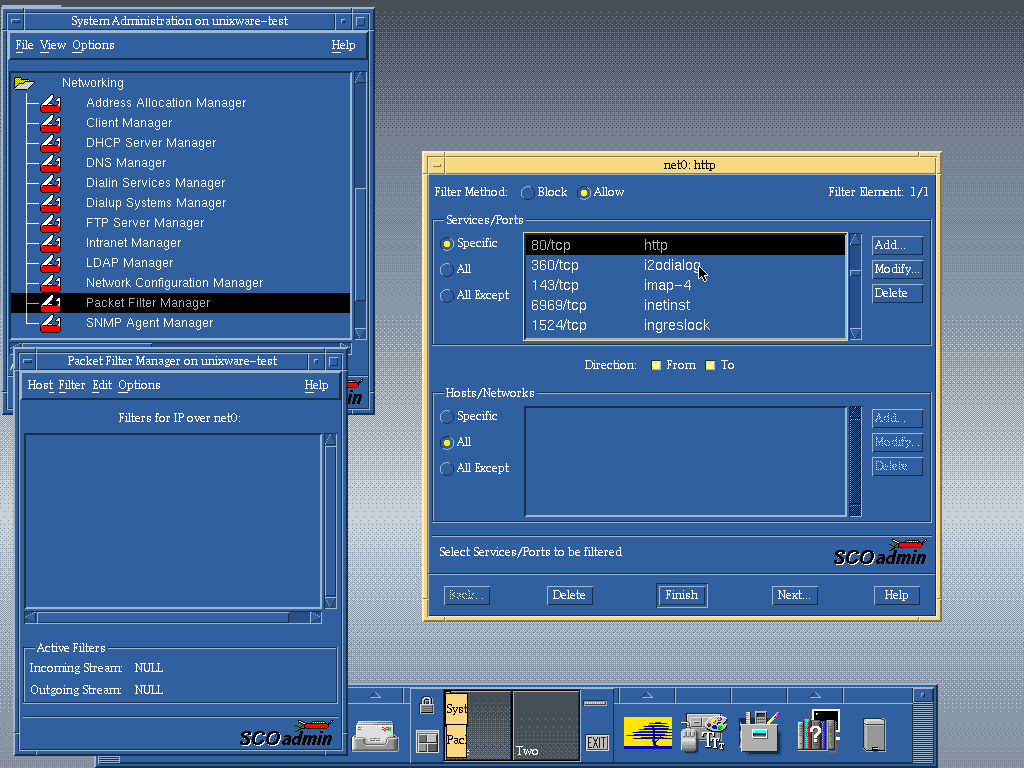 System Administration on unixware-test
File View Options Help
Networking
Address Allocation Manager
Client Manager
DHCP Server Manager
DNS Manager
Dialin Services Manager
Dialup Systems Manager
FTP Server Manager
Intranet Manager
LDAP Manager
Network Configuration Manager
Packet Filter Manager
SNMP Agent Manager
Packet Filter Manager on unixware-test
Host Filter Edit Options Help
Filters for IP over net0:
Active Filters
Incoming Stream: NULL
Outgoing Stream: NULL
SCOadmin
net0: http
Filter Method: Block Allow Filter Element: 1/1
Services/Ports
Specific
All
All Except
80/tcp http
360/tcp i2odialog
143/tcp imap-4
6969/tcp inetinst
1524/tcp ingreslock
Add...
Modify...
Delete
Direction: From To
Hosts/Networks
Specific
All
All Except
Add...
Modify...
Delete
Select Services/Ports to be filtered
SCOadmin
Back... Delete Finish Next... Help
Syst
Pac
Two
EXIT